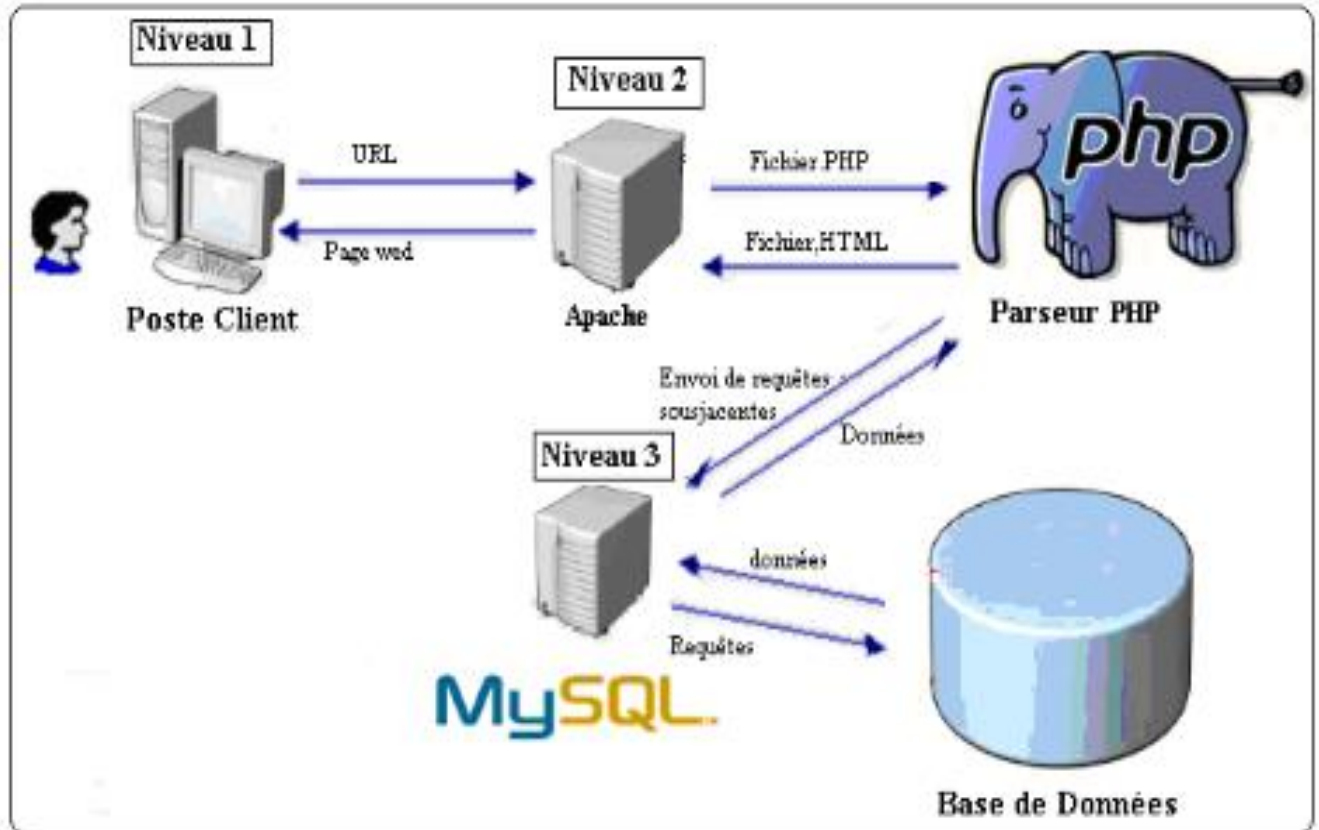 Niveau 1
Niveau 2
php
URL
Fichier.PHP
Page wed
Fichier,HTML
Poste Client
Apache
Parseur PHP
Envoi de requêtes
sousjacentes
Données
Niveau 3
données
Requêtes
MySQL
Base de Données